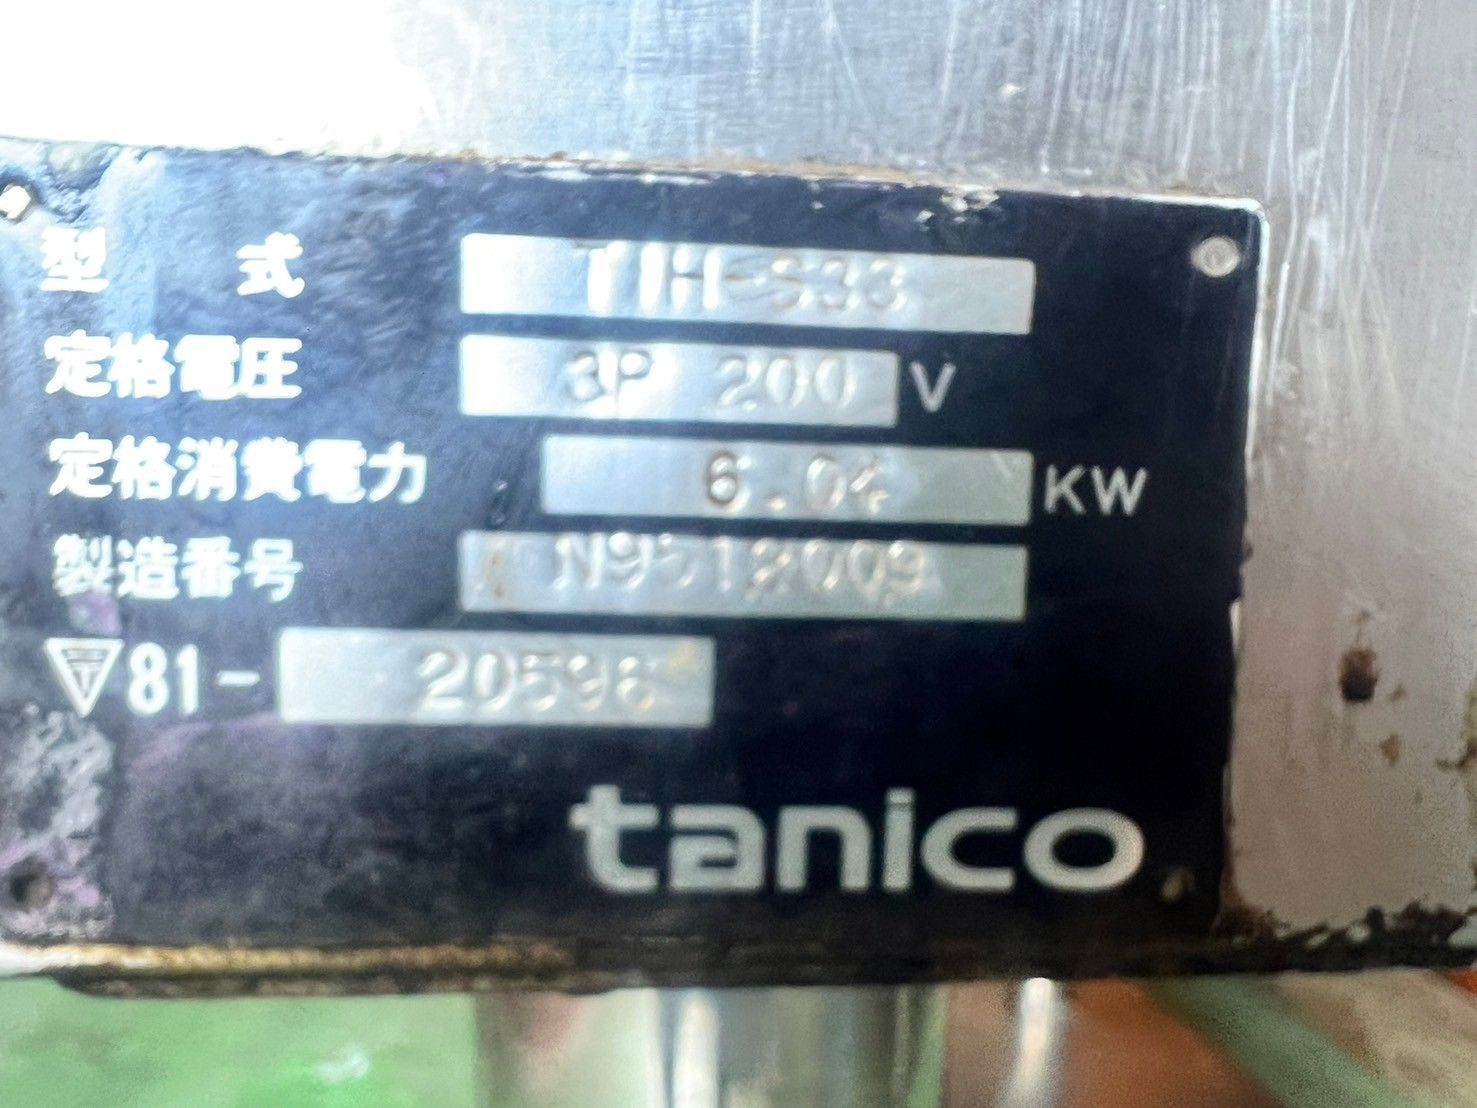 型式 TIH-S33
定格電圧 3P 200 V
定格消費電力 6.04 KW
製造番号 N9512009
〒81-20596
tanico